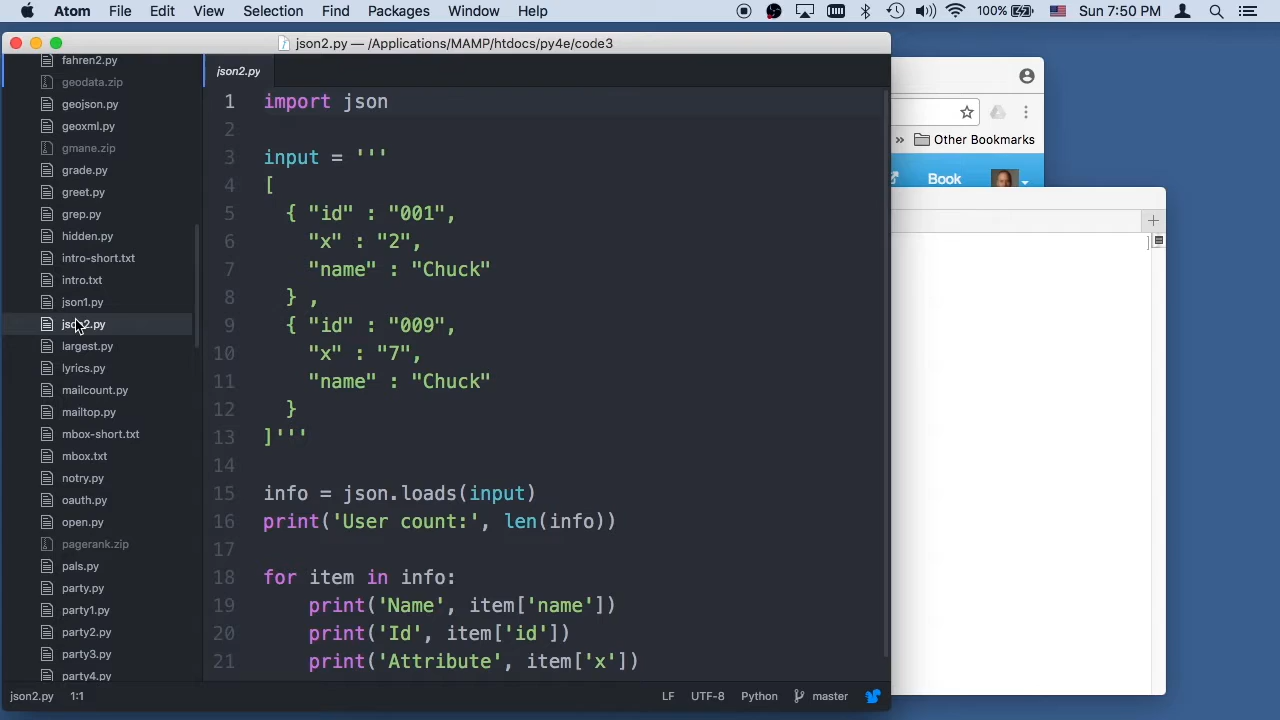 Atom File Edit View Selection Find Packages Window Help 100% Sun 7:50 PM
json2.py — /Applications/MAMP/htdocs/py4e/code3
fahren2.py
geodata.zip
geojson.py
geoxml.py
gmane.zip
grade.py
greet.py
grep.py
hidden.py
intro-short.txt
intro.txt
json1.py
json2.py
largest.py
lyrics.py
mailcount.py
mailtop.py
mbox-short.txt
mbox.txt
notry.py
oauth.py
open.py
pagerank.zip
pals.py
party.py
party1.py
party2.py
party3.py
party4.py
json2.py
1 import json
2
3 input = '''
4 [
5 { "id" : "001",
6 "x" : "2",
7 "name" : "Chuck"
8 } ,
9 { "id" : "009",
10 "x" : "7",
11 "name" : "Chuck"
12 }
13 ]'''
14
15 info = json.loads(input)
16 print('User count:', len(info))
17
18 for item in info:
19 print('Name', item['name'])
20 print('Id', item['id'])
21 print('Attribute', item['x'])
» Other Bookmarks
Book
json2.py 1:1 LF UTF-8 Python master